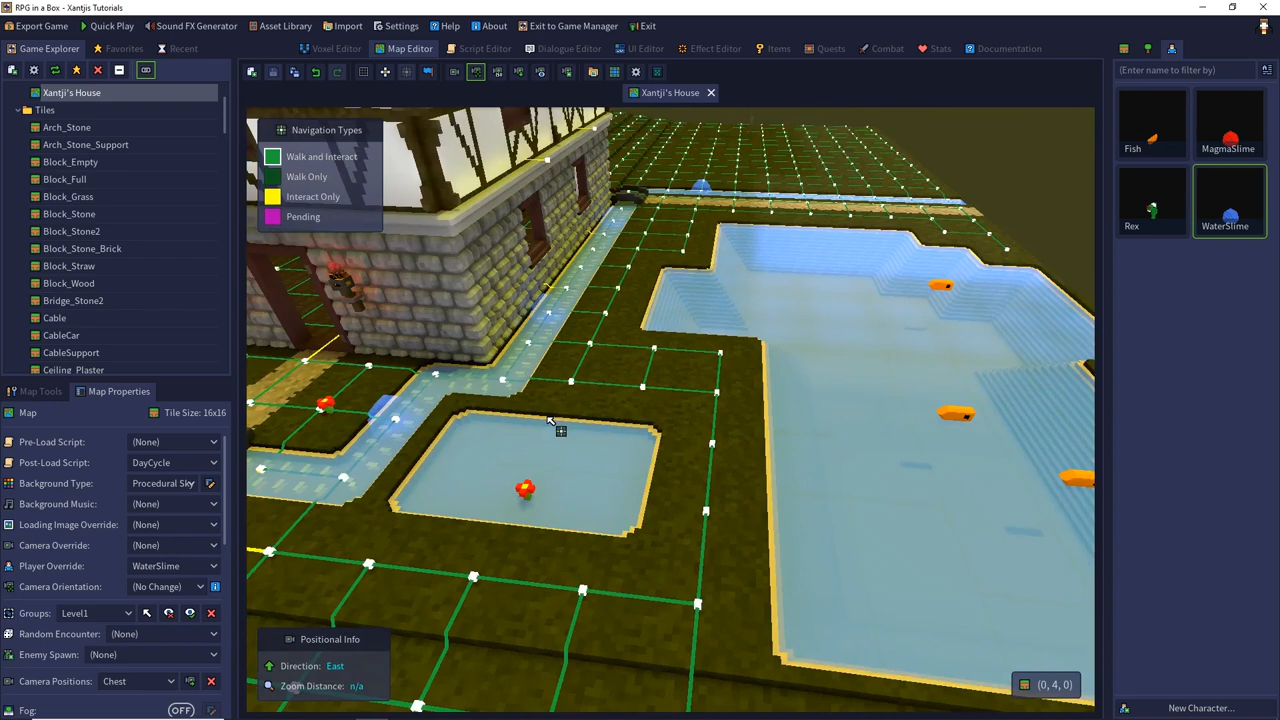 RPG in a Box - Xantjis Tutorials
Export Game Quick Play Sound FX Generator Asset Library Import Settings Help About Exit to Game Manager Exit
Game Explorer Favorites Recent Voxel Editor Map Editor Script Editor Dialogue Editor UI Editor Effect Editor Items Quests Combat Stats Documentation
(Enter name to filter by)
Xantji's House
Xantji's House
Tiles
Arch_Stone
Arch_Stone_Support
Block_Empty
Block_Full
Block_Grass
Block_Stone
Block_Stone2
Block_Stone_Brick
Block_Straw
Block_Wood
Bridge_Stone2
Cable
CableCar
CableSupport
Ceiling_Plaster
Navigation Types
Walk and Interact
Walk Only
Interact Only
Pending
Fish MagmaSlime
Rex WaterSlime
Map Tools Map Properties
Map Tile Size: 16x16
Pre-Load Script: (None)
Post-Load Script: DayCycle
Background Type: Procedural Sky
Background Music: (None)
Loading Image Override: (None)
Camera Override: (None)
Player Override: WaterSlime
Camera Orientation: (No Change)
Groups: Level1
Random Encounter: (None)
Enemy Spawn: (None)
Camera Positions: Chest
Fog: OFF
Positional Info
Direction: East
Zoom Distance: n/a
(0, 4, 0)
New Character...